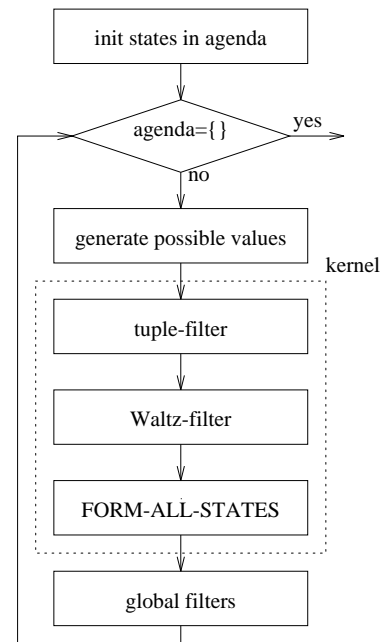 init states in agenda
agenda={}
yes
no
generate possible values
kernel
tuple-filter
Waltz-filter
FORM-ALL-STATES
global filters